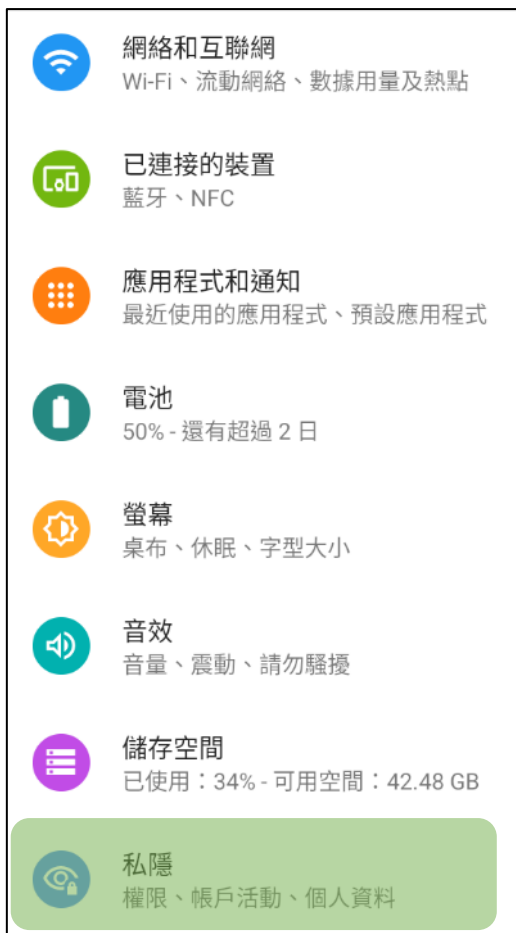 網絡和互聯網
Wi-Fi、流動網絡、數據用量及熱點
已連接的裝置
藍牙、NFC
應用程式和通知
最近使用的應用程式、預設應用程式
電池
50% - 還有超過 2 日
螢幕
桌布、休眠、字型大小
音效
音量、震動、請勿騷擾
儲存空間
已使用：34% - 可用空間：42.48 GB
私隱
權限、帳戶活動、個人資料